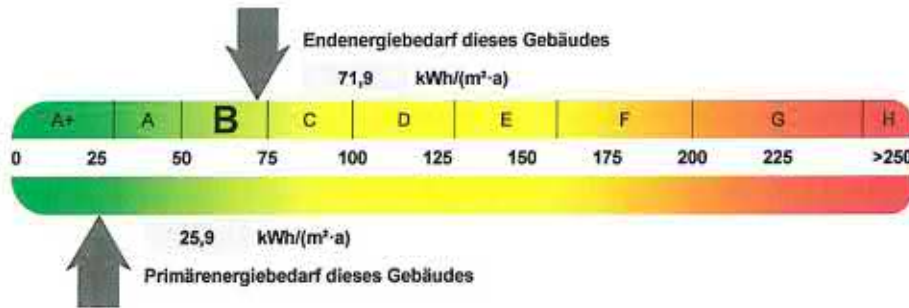 Endenergiebedarf dieses Gebäudes
71,9 kWh/(m²·a)
A+ A B C D E F G H
0 25 50 75 100 125 150 175 200 225 >250
25,9 kWh/(m²·a)
Primärenergiebedarf dieses Gebäudes